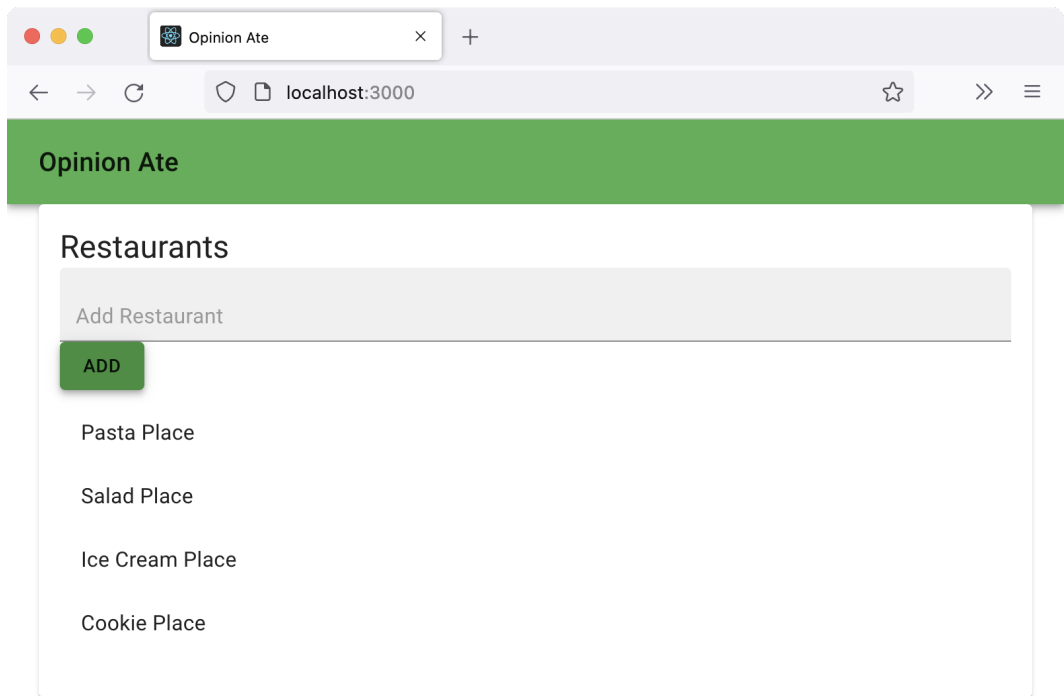 Opinion Ate
localhost:3000
Opinion Ate
Restaurants
Add Restaurant
ADD
Pasta Place
Salad Place
Ice Cream Place
Cookie Place